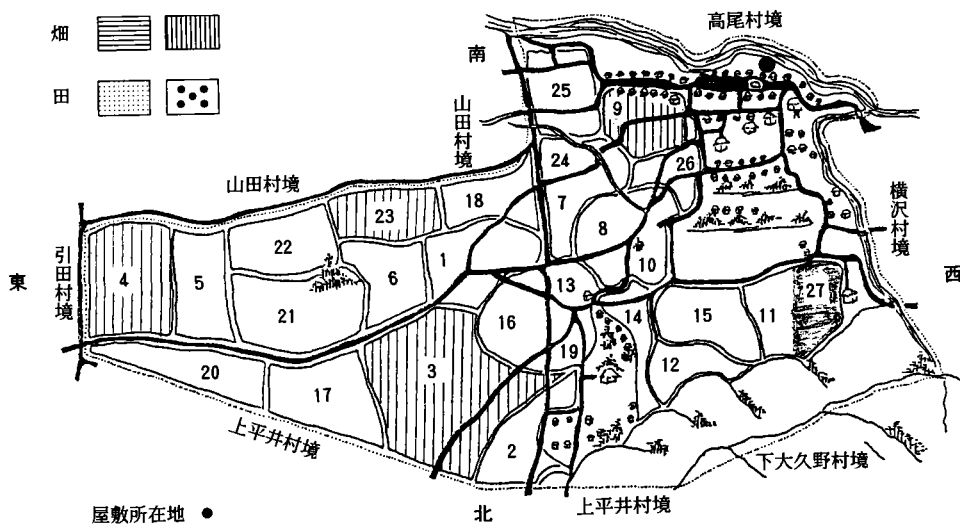 畑
田
高尾村境
南
山田村境
山田村境
横沢村境
引田村境
東
西
25
9
24
26
18
23
7
22
8
4
5
6
1
10
13
27
21
16
14
15
11
19
12
3
20
17
2
上平井村境
下大久野村境
上平井村境
北
屋敷所在地